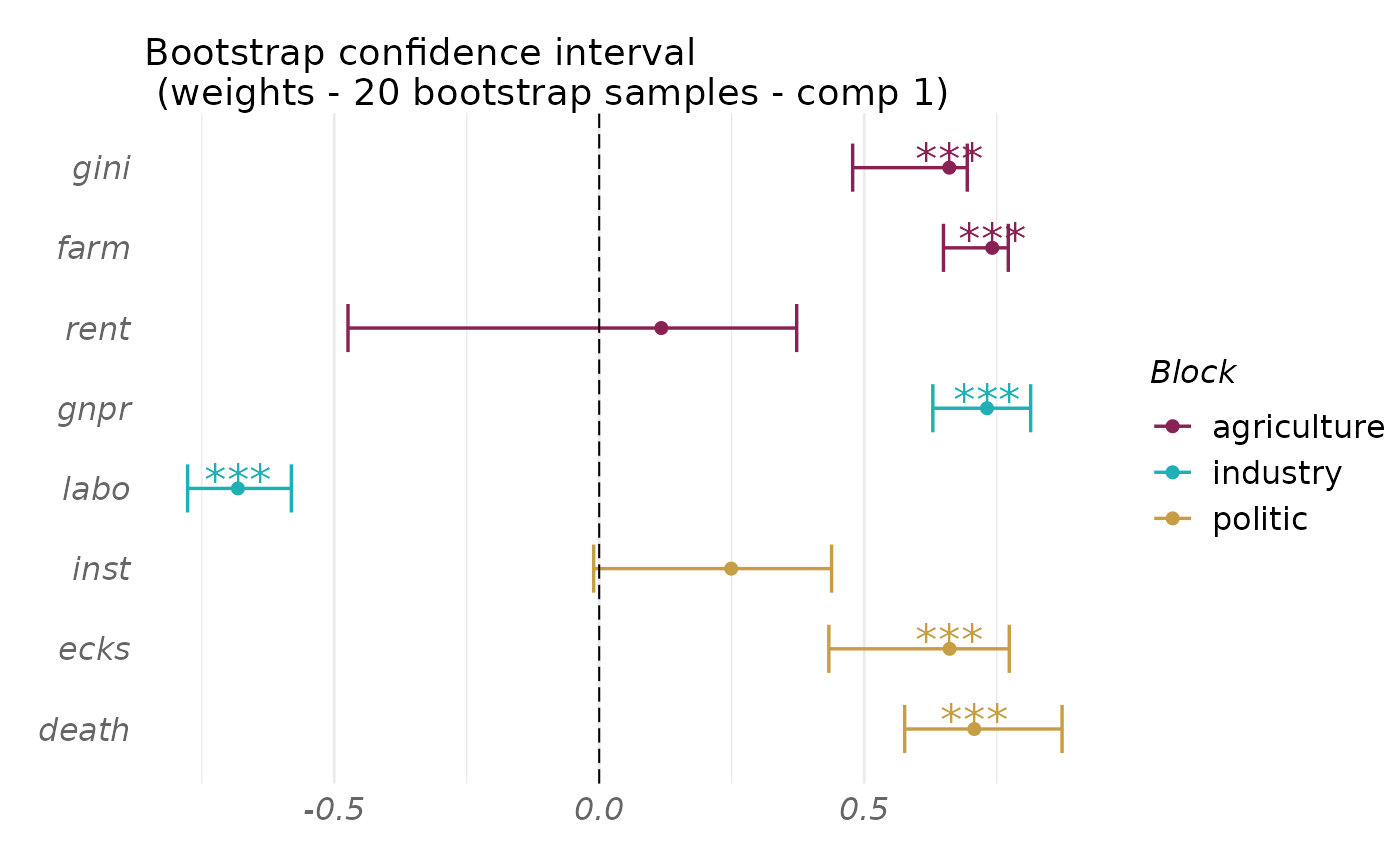 Bootstrap confidence interval
(weights - 20 bootstrap samples - comp 1)
gini
***
farm
***
rent
gnpr
***
labo
***
inst
ecks
***
death
***
-0.5 0.0 0.5
Block
agriculture
industry
politic